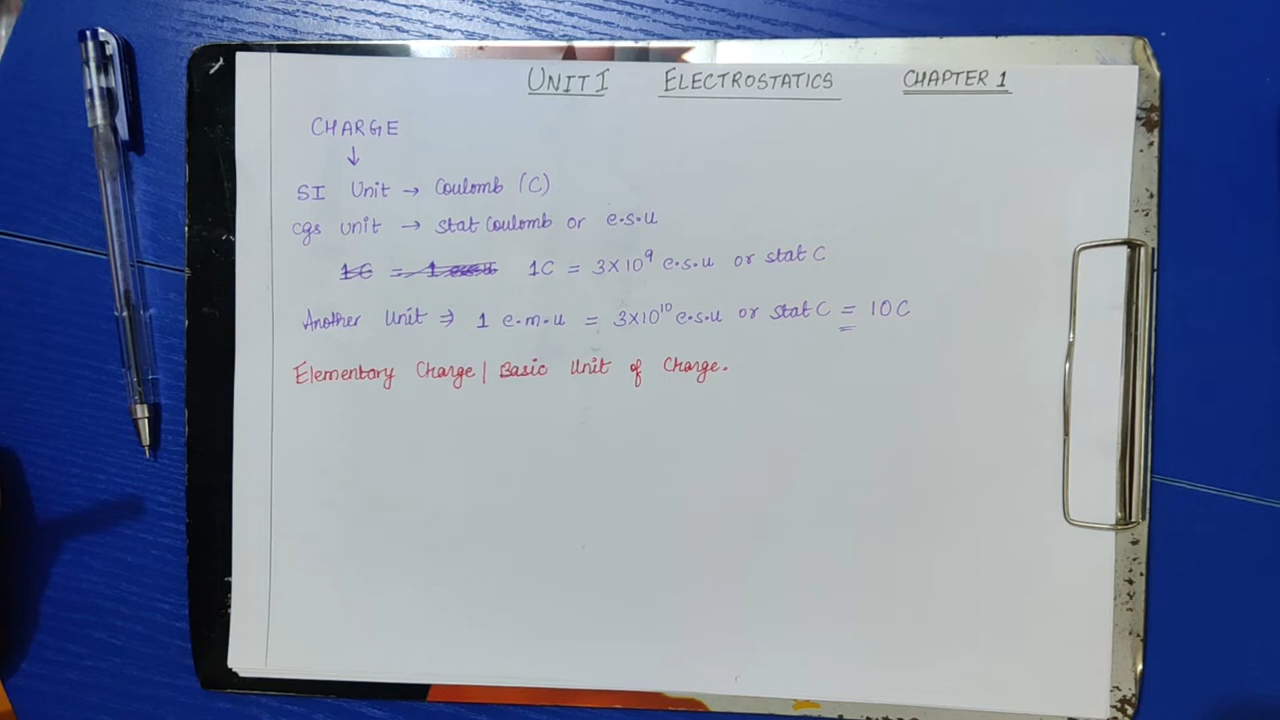 UNIT I ELECTROSTATICS CHAPTER 1
CHARGE
↓
SI Unit → Coulomb (C)
cgs unit → stat Coulomb or e.s.u
1C = 3×10⁹ e.s.u or stat C
Another Unit ⇒ 1 e.m.u = 3×10¹⁰ e.s.u or stat C = 10C
Elementary Charge | Basic Unit of Charge.